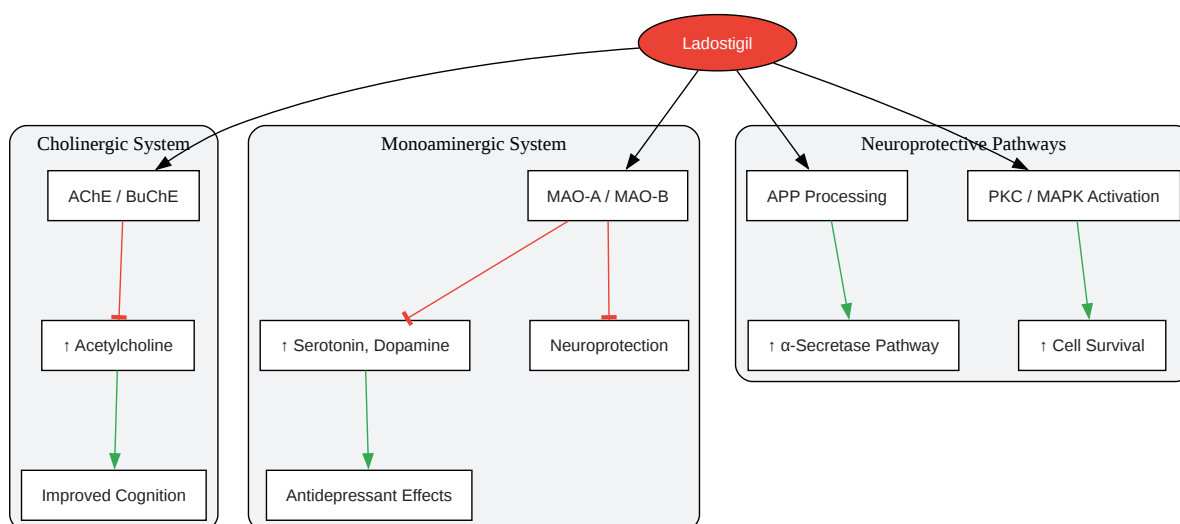 Ladostigil
Cholinergic System
Monoaminergic System
Neuroprotective Pathways
AChE / BuChE
MAO-A / MAO-B
APP Processing
PKC / MAPK Activation
↑ Acetylcholine
↑ Serotonin, Dopamine
Neuroprotection
↑ α-Secretase Pathway
↑ Cell Survival
Improved Cognition
Antidepressant Effects